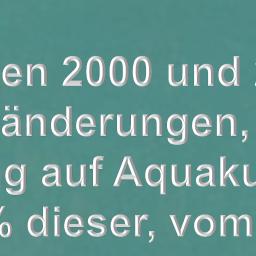 en 2000 und
änderungen,
g auf Aquaku
% dieser, vom